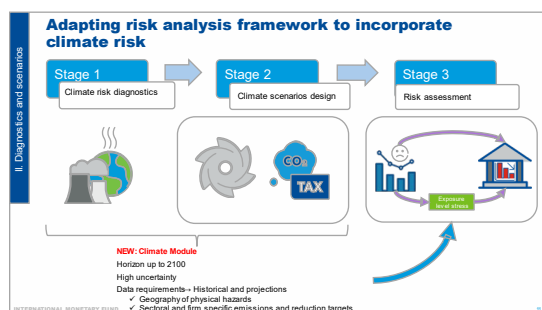 Adapting risk analysis framework to incorporate
climate risk
II. Diagnostics and scenarios
Stage 1
Climate risk diagnostics
Stage 2
Climate scenarios design
Stage 3
Risk assessment
CO₂
TAX
Exposure
level stress
NEW: Climate Module
Horizon up to 2100
High uncertainty
Data requirements→ Historical and projections
✓ Geography of physical hazards
✓ Sectoral and firm specific emissions and reduction targets
INTERNATIONAL MONETARY FUND